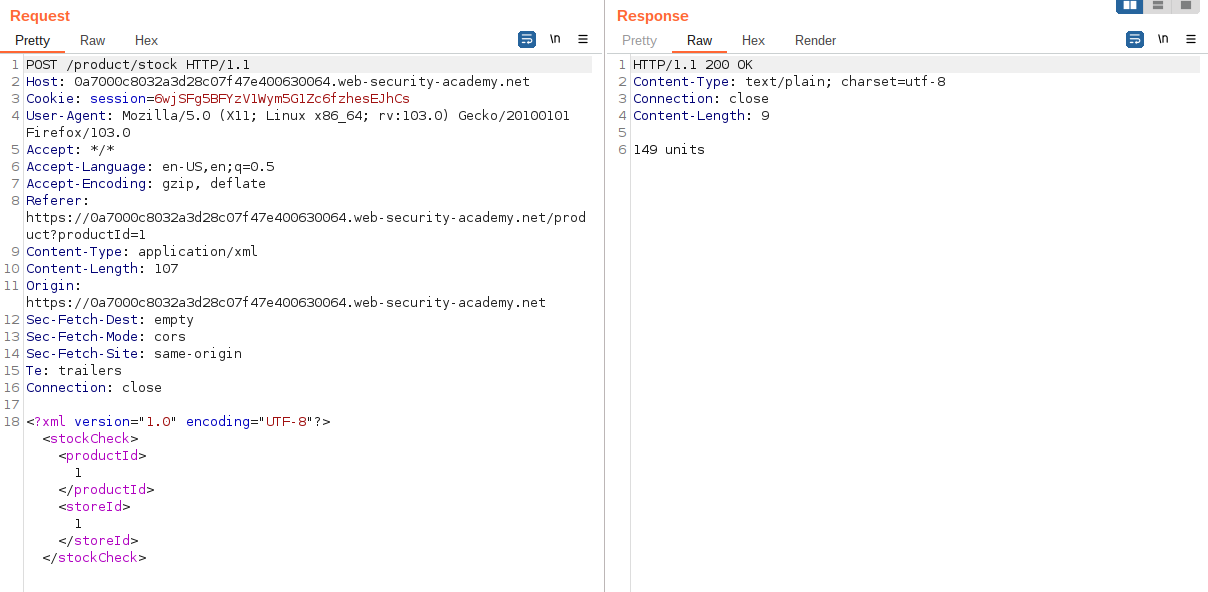 Request
Pretty Raw Hex
\n
1 POST /product/stock HTTP/1.1
2 Host: 0a7000c8032a3d28c07f47e400630064.web-security-academy.net
3 Cookie: session=6wjSFg5BFYzV1Wym5G1Zc6fzhesEJhCs
4 User-Agent: Mozilla/5.0 (X11; Linux x86_64; rv:103.0) Gecko/20100101
Firefox/103.0
5 Accept: */*
6 Accept-Language: en-US,en;q=0.5
7 Accept-Encoding: gzip, deflate
8 Referer:
https://0a7000c8032a3d28c07f47e400630064.web-security-academy.net/prod
uct?productId=1
9 Content-Type: application/xml
10 Content-Length: 107
11 Origin:
https://0a7000c8032a3d28c07f47e400630064.web-security-academy.net
12 Sec-Fetch-Dest: empty
13 Sec-Fetch-Mode: cors
14 Sec-Fetch-Site: same-origin
15 Te: trailers
16 Connection: close
17
18 <?xml version="1.0" encoding="UTF-8"?>
<stockCheck>
<productId>
1
</productId>
<storeId>
1
</storeId>
</stockCheck>
Response
Pretty Raw Hex Render
\n
1 HTTP/1.1 200 OK
2 Content-Type: text/plain; charset=utf-8
3 Connection: close
4 Content-Length: 9
5
6 149 units